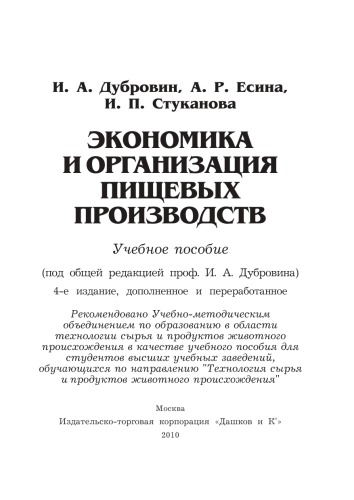 И. А. Дубровин, А. Р. Есина,
И. П. Стуканова
ЭКОНОМИКА
И ОРГАНИЗАЦИЯ
ПИЩЕВЫХ
ПРОИЗВОДСТВ
Учебное пособие
(под общей редакцией проф. И. А. Дубровина)
4-е издание, дополненное и переработанное
Рекомендовано Учебно-методическим
объединением по образованию в области
технологии сырья и продуктов животного
происхождения в качестве учебного пособия для
студентов высших учебных заведений,
обучающихся по направлению "Технология сырья
и продуктов животного происхождения"
Москва
Издательско-торговая корпорация «Дашков и К°»
2010